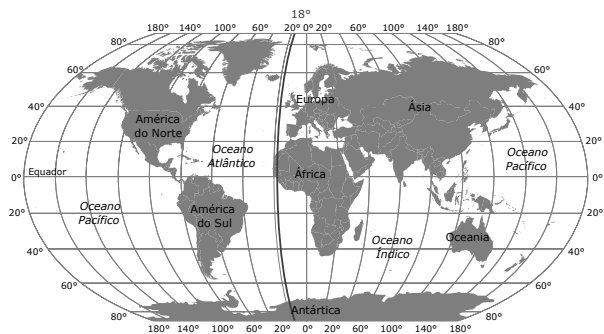 18°
180° 140° 100° 60° 20° 0° 20° 60° 100° 140° 180°
80° 80°
60° 60°
Europa
Ásia
40° 40°
América
do Norte
20° 20°
Oceano
Atlântico
Oceano
Pacífico
Equador
0° 0°
África
20° 20°
Oceano
Pacífico
América
do Sul
Oceania
Oceano
Índico
40° 40°
60° 60°
Antártica
80° 80°
180° 140° 100° 60° 20° 0° 20° 60° 100° 140° 180°